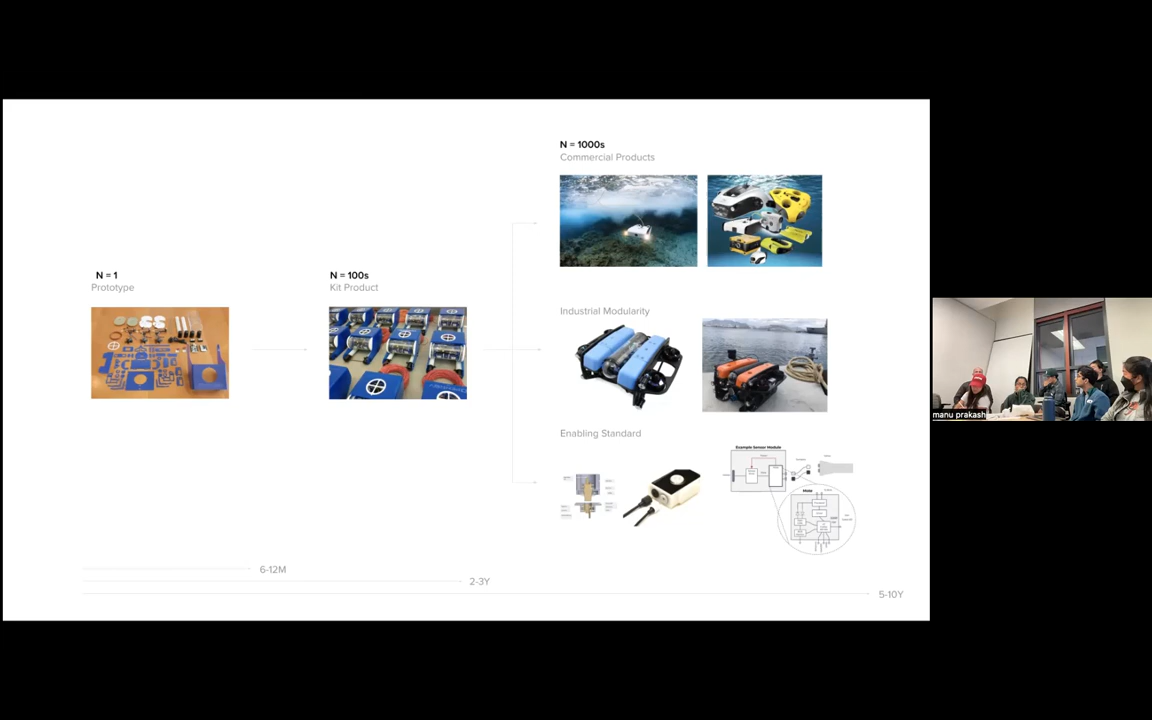 N = 1000s
Commercial Products
N = 1
Prototype
N = 100s
Kit Product
Industrial Modularity
Enabling Standard
Example Sensor Module
6-12M
2-3Y
5-10Y
manu prakash